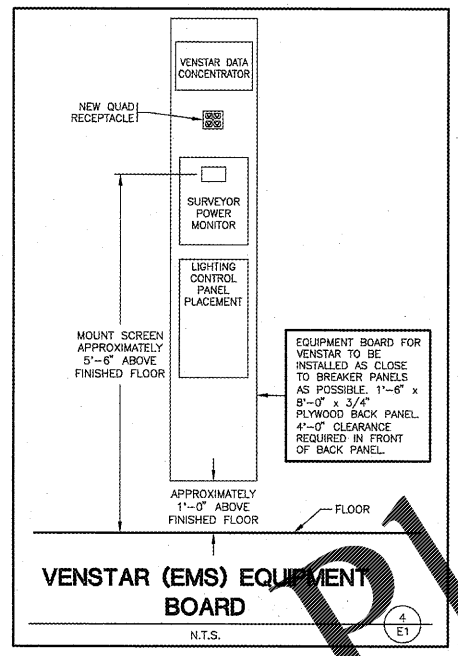 VENSTAR DATA
CONCENTRATOR
NEW QUAD
RECEPTACLE
SURVEYOR
POWER
MONITOR
LIGHTING
CONTROL
PANEL
PLACEMENT
MOUNT SCREEN
APPROXIMATELY
5'-6" ABOVE
FINISHED FLOOR
EQUIPMENT BOARD FOR
VENSTAR TO BE
INSTALLED AS CLOSE
TO BREAKER PANELS
AS POSSIBLE. 1'-6" x
8'-0" x 3/4"
PLYWOOD BACK PANEL.
4'-0" CLEARANCE
REQUIRED IN FRONT
OF BACK PANEL.
APPROXIMATELY
1'-0" ABOVE
FINISHED FLOOR
FLOOR
VENSTAR (EMS) EQUIPMENT
BOARD
N.T.S.
4
E1